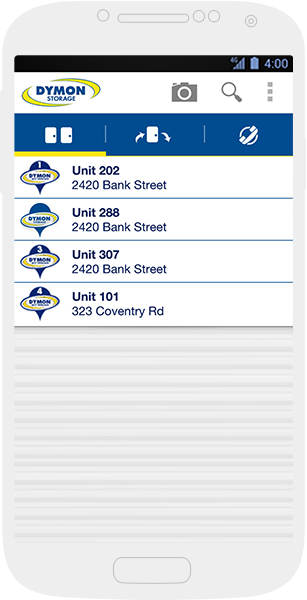 4G 4:00
DYMON
STORAGE
1
DYMON
Unit 202
2420 Bank Street
DYMON
STORAGE
Unit 288
2420 Bank Street
3
DYMON
Unit 307
2420 Bank Street
4
DYMON
Unit 101
323 Coventry Rd